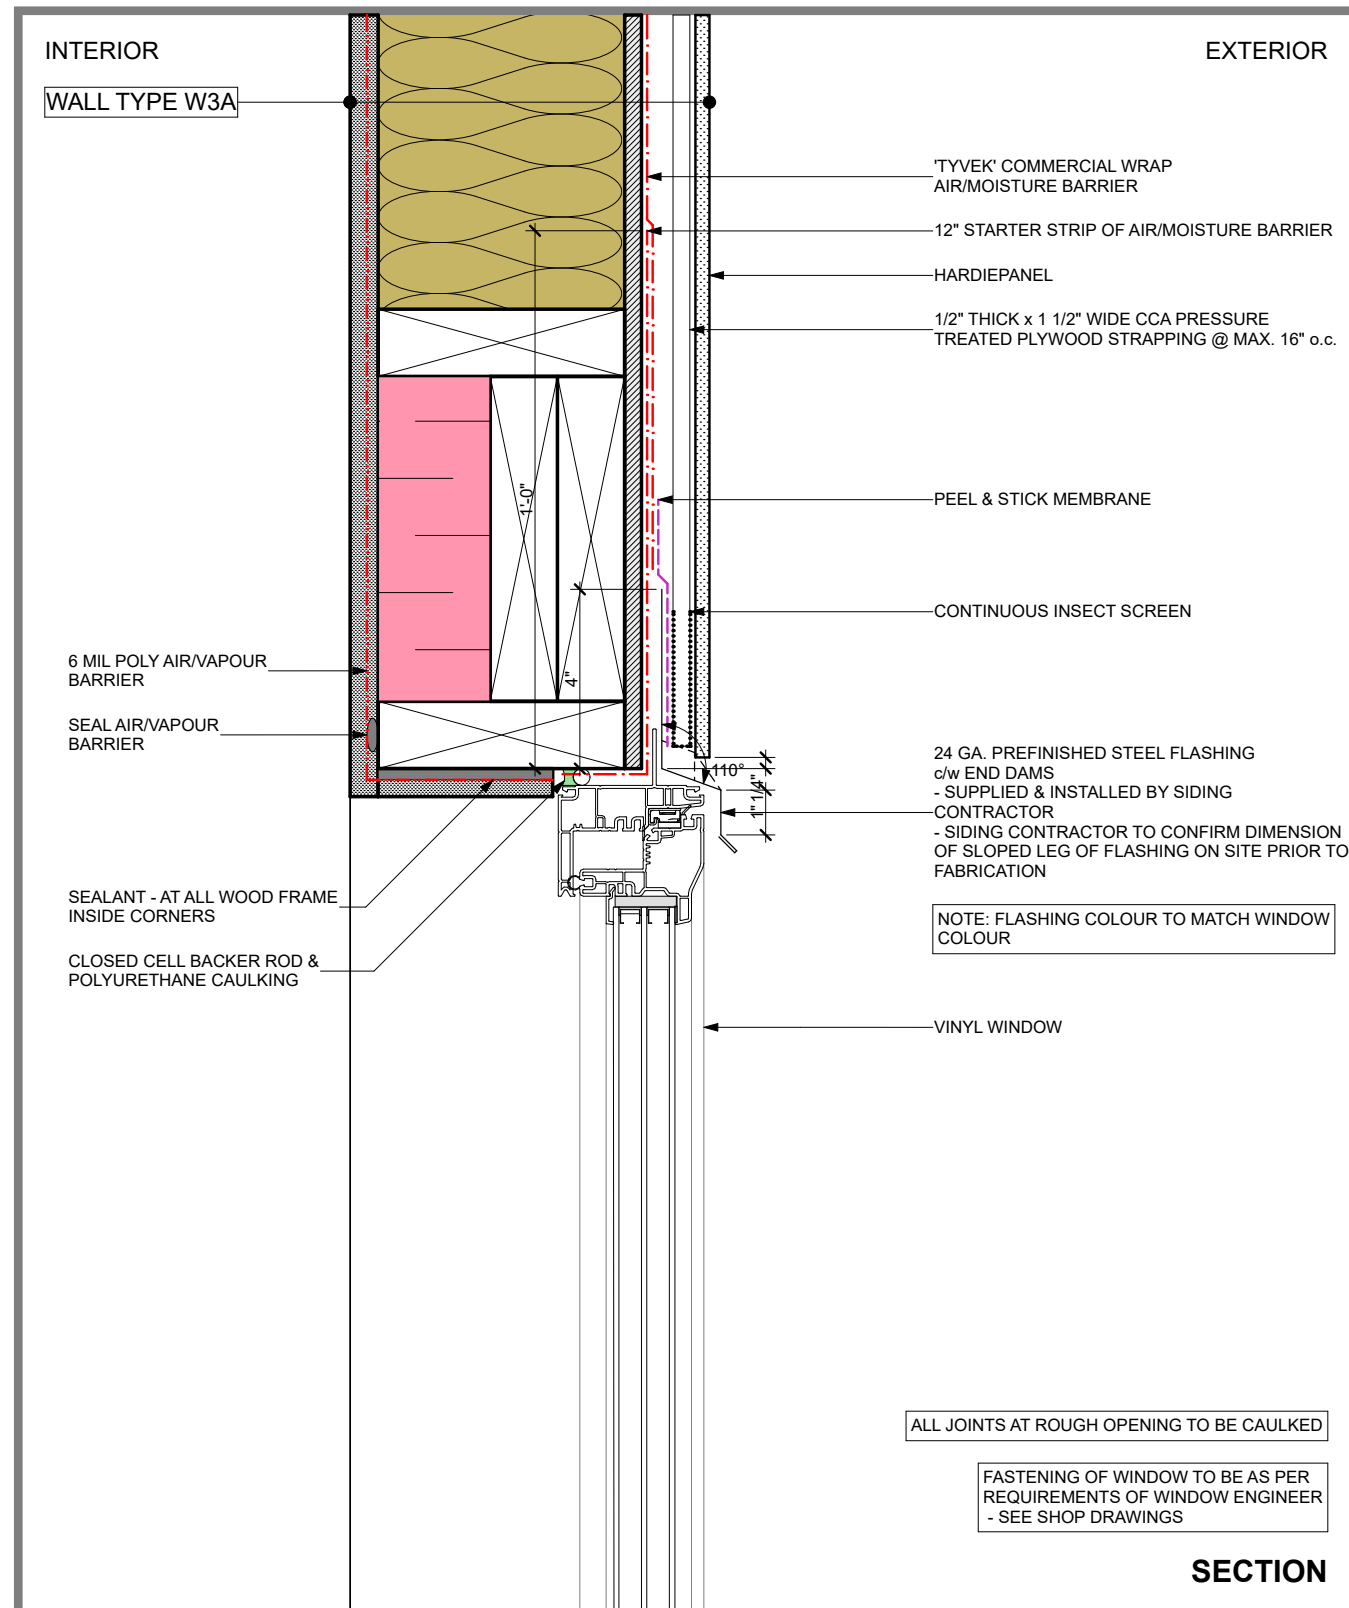 INTERIOR
EXTERIOR
WALL TYPE W3A
'TYVEK' COMMERCIAL WRAP
AIR/MOISTURE BARRIER
12" STARTER STRIP OF AIR/MOISTURE BARRIER
HARDIEPANEL
1/2" THICK x 1 1/2" WIDE CCA PRESSURE
TREATED PLYWOOD STRAPPING @ MAX. 16" o.c.
1'-0"
PEEL & STICK MEMBRANE
CONTINUOUS INSECT SCREEN
4"
6 MIL POLY AIR/VAPOUR
BARRIER
SEAL AIR/VAPOUR
BARRIER
110°
1 1/4"
24 GA. PREFINISHED STEEL FLASHING
c/w END DAMS
- SUPPLIED & INSTALLED BY SIDING
CONTRACTOR
- SIDING CONTRACTOR TO CONFIRM DIMENSION
OF SLOPED LEG OF FLASHING ON SITE PRIOR TO
FABRICATION
SEALANT - AT ALL WOOD FRAME
INSIDE CORNERS
NOTE: FLASHING COLOUR TO MATCH WINDOW
COLOUR
CLOSED CELL BACKER ROD &
POLYURETHANE CAULKING
VINYL WINDOW
ALL JOINTS AT ROUGH OPENING TO BE CAULKED
FASTENING OF WINDOW TO BE AS PER
REQUIREMENTS OF WINDOW ENGINEER
- SEE SHOP DRAWINGS
SECTION